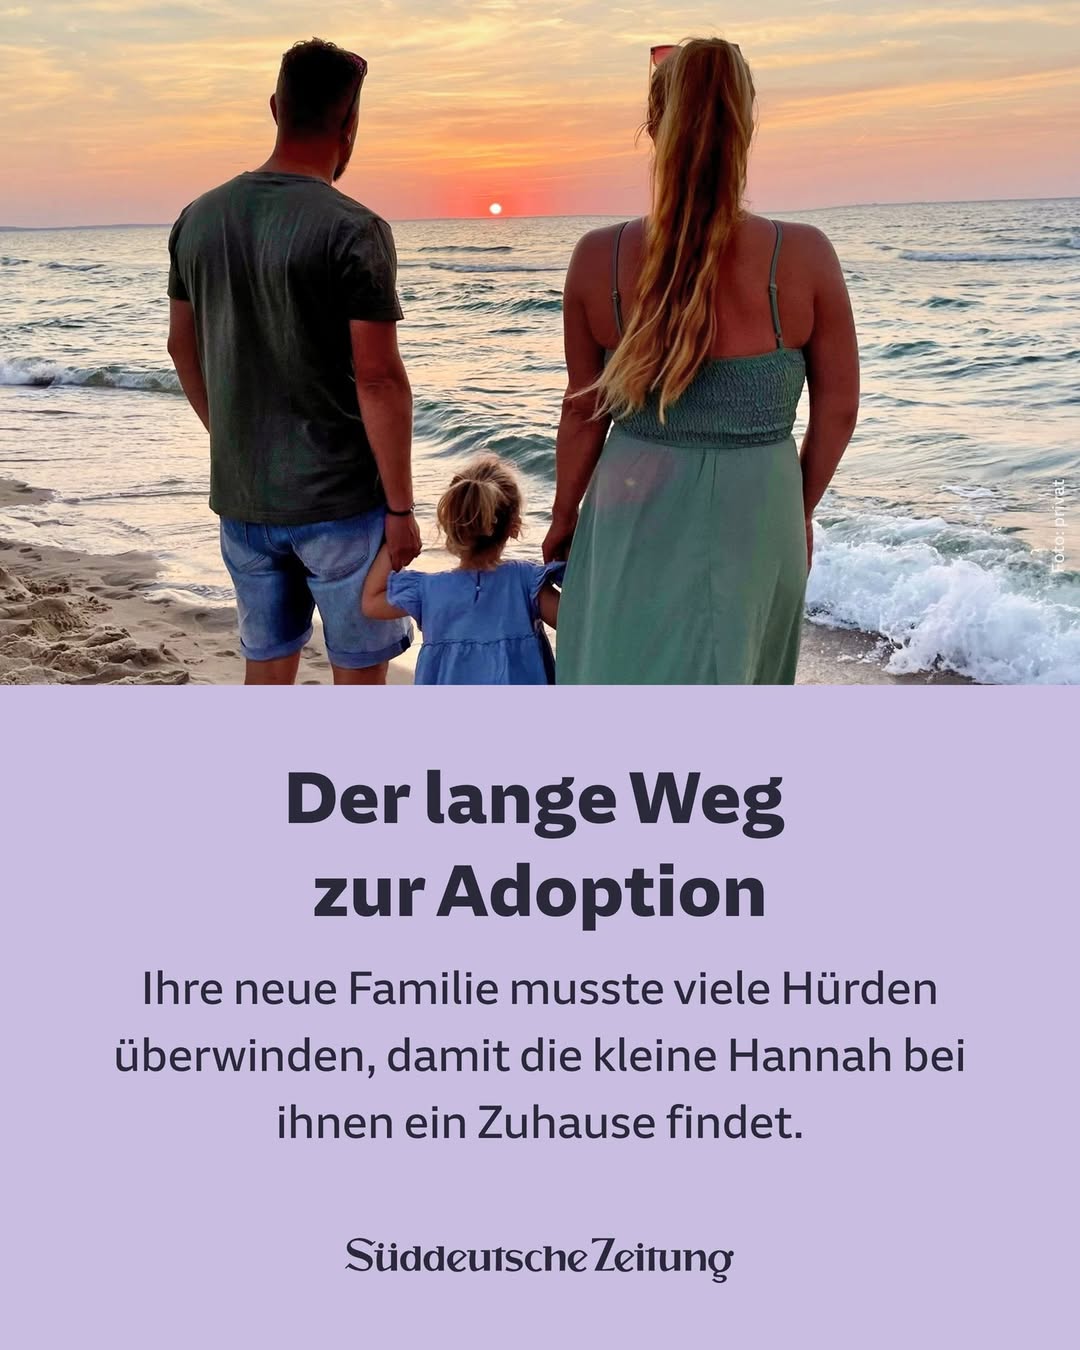 Foto: privat
Der lange Weg
zur Adoption
Ihre neue Familie musste viele Hürden
überwinden, damit die kleine Hannah bei
ihnen ein Zuhause findet.
Süddeutsche Zeitung